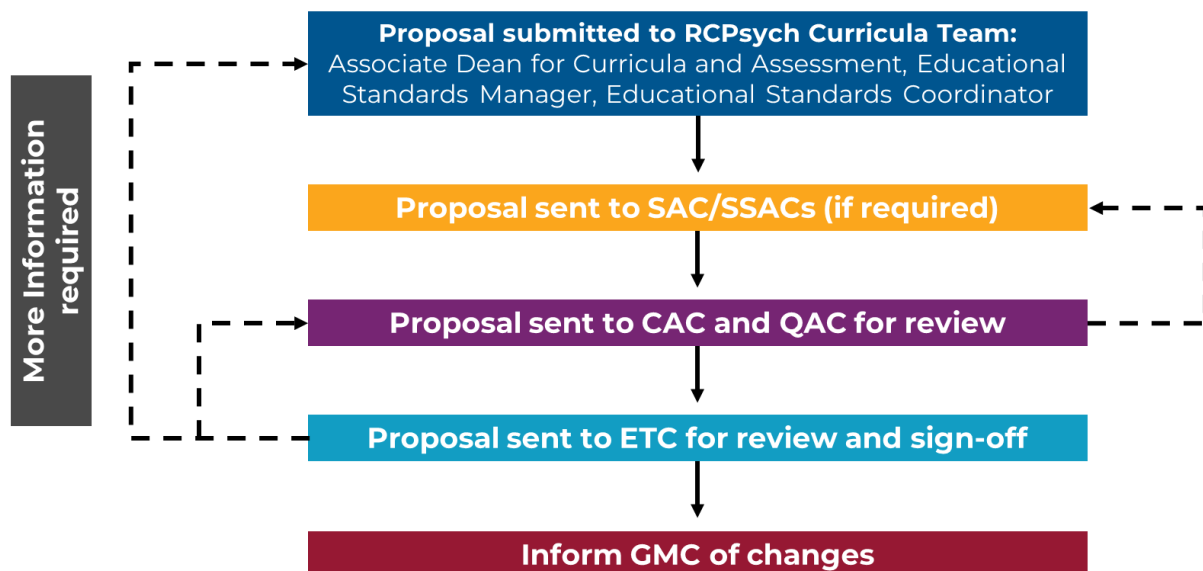 Proposal submitted to RCPsych Curricula Team:
Associate Dean for Curricula and Assessment, Educational
Standards Manager, Educational Standards Coordinator
More Information
required
Proposal sent to SAC/SSACs (if required)
Proposal sent to CAC and QAC for review
Proposal sent to ETC for review and sign-off
Inform GMC of changes